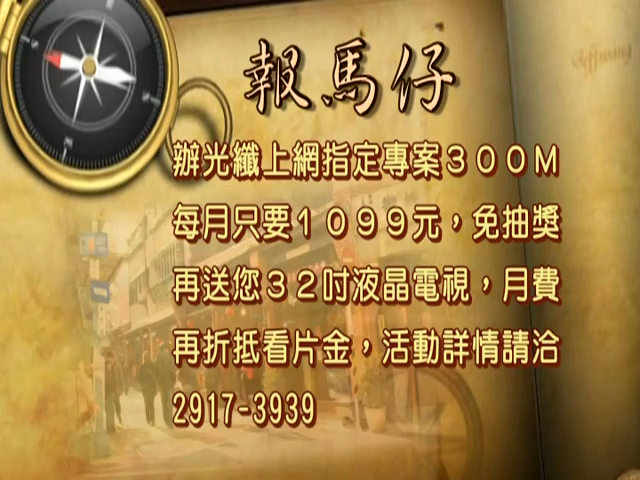 報馬仔
辦光纖上網指定專案３００Ｍ
每月只要１０９９元，免抽獎
再送您３２吋液晶電視，月費
再折抵看片金，活動詳情請洽
2917-3939